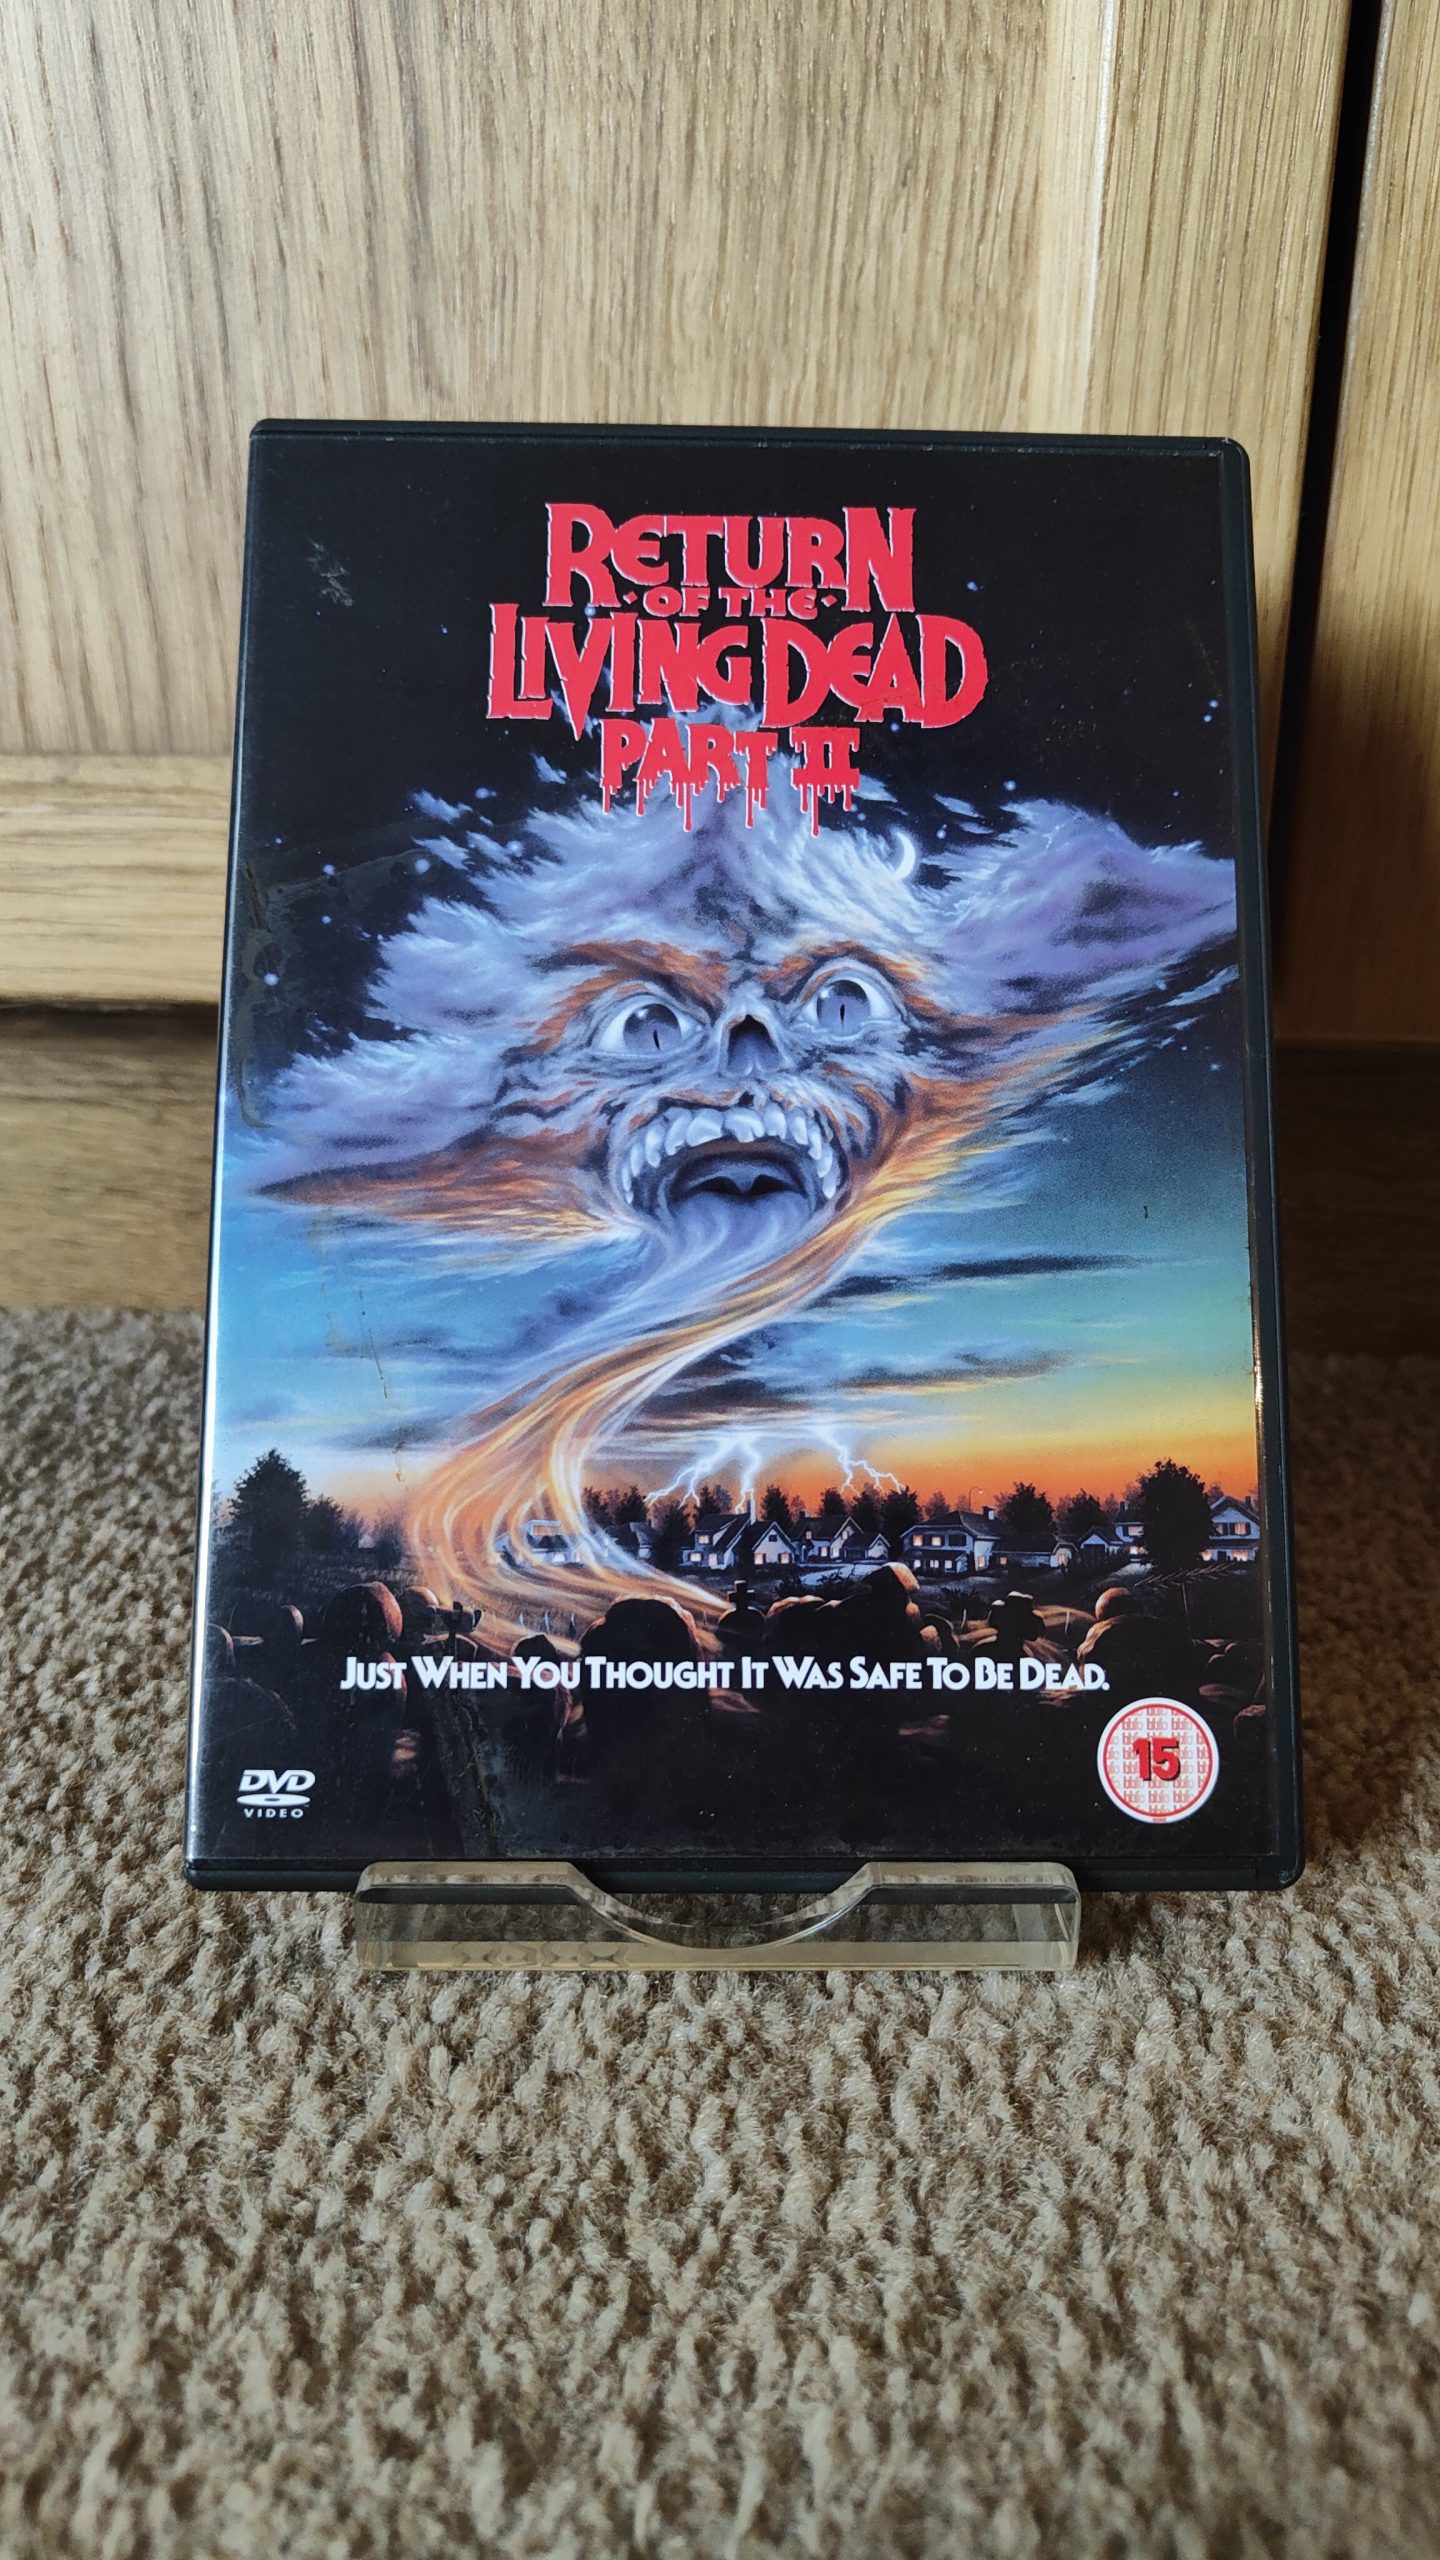 RETURN
OF THE
LIVING DEAD
PART II
JUST WHEN YOU THOUGHT IT WAS SAFE TO BE DEAD.
DVD
VIDEO
15